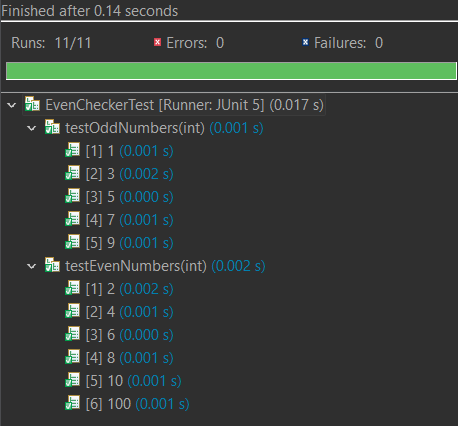 Finished after 0.14 seconds
Runs: 11/11 Errors: 0 Failures: 0
EvenCheckerTest [Runner: JUnit 5] (0.017 s)
testOddNumbers(int) (0.001 s)
[1] 1 (0.001 s)
[2] 3 (0.002 s)
[3] 5 (0.000 s)
[4] 7 (0.001 s)
[5] 9 (0.001 s)
testEvenNumbers(int) (0.002 s)
[1] 2 (0.002 s)
[2] 4 (0.001 s)
[3] 6 (0.000 s)
[4] 8 (0.001 s)
[5] 10 (0.001 s)
[6] 100 (0.001 s)